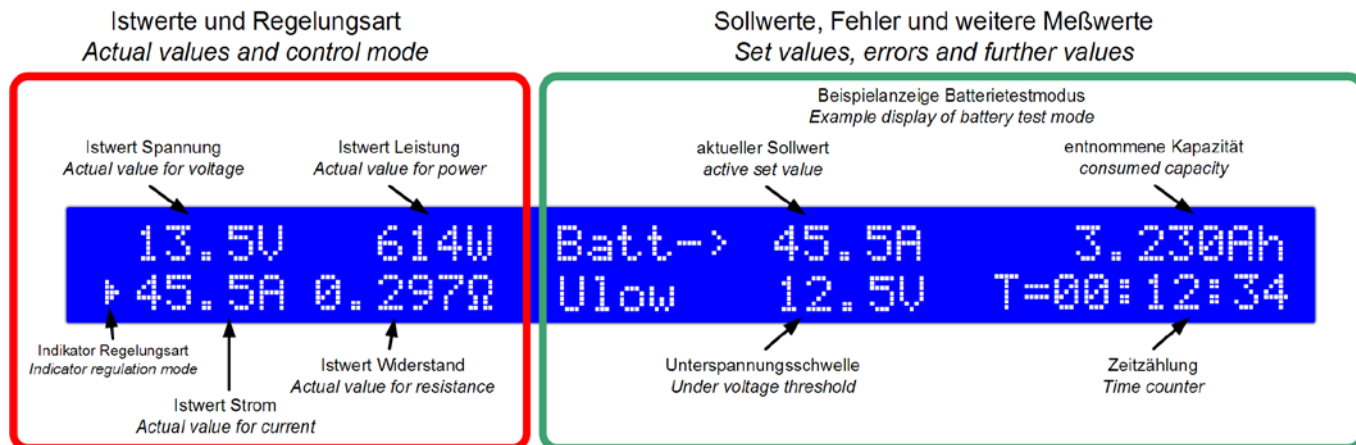 Istwerte und Regelungsart
Actual values and control mode
Sollwerte, Fehler und weitere Meßwerte
Set values, errors and further values
Beispielanzeige Batterietestmodus
Example display of battery test mode
Istwert Spannung
Actual value for voltage
Istwert Leistung
Actual value for power
aktueller Sollwert
active set value
entnommene Kapazität
consumed capacity
13.5V 614W Batt-> 45.5A 3.230Ah
45.5A 0.297Ω Ulow 12.5V T=00:12:34
Indikator Regelungsart
Indicator regulation mode
Istwert Strom
Actual value for current
Istwert Widerstand
Actual value for resistance
Unterspannungsschwelle
Under voltage threshold
Zeitzählung
Time counter